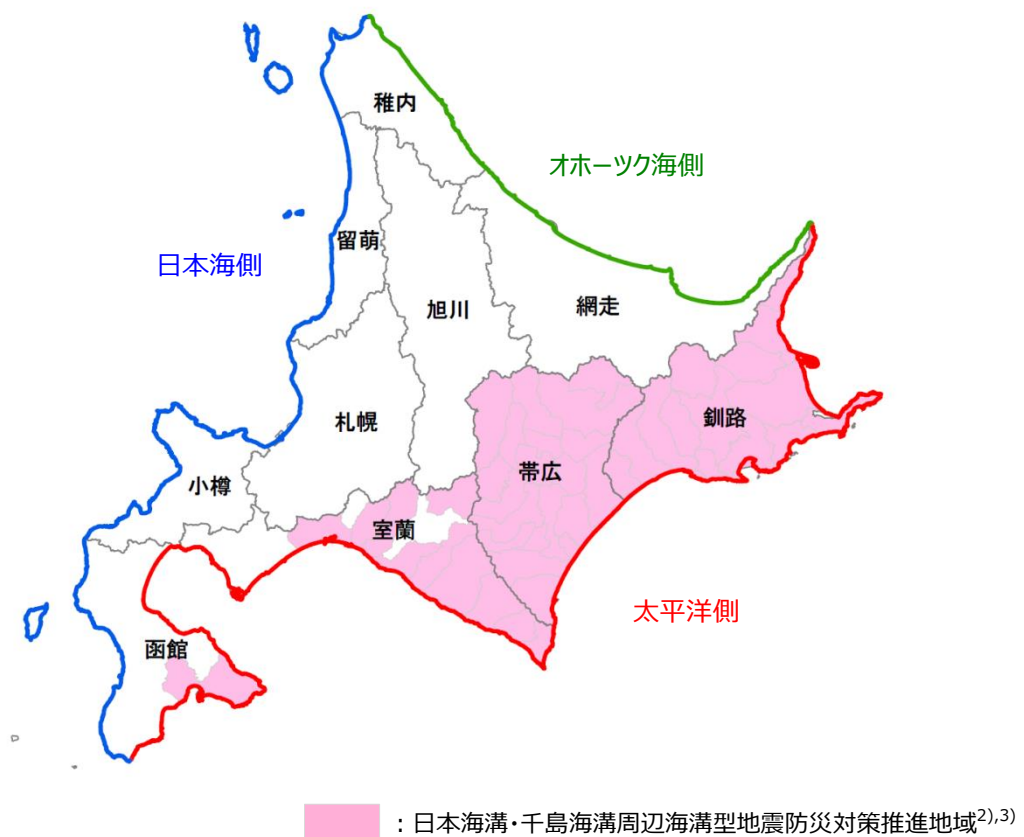 稚内
オホーツク海側
留萌
日本海側
旭川
網走
札幌
釧路
帯広
小樽
室蘭
太平洋側
函館
：日本海溝・千島海溝周辺海溝型地震防災対策推進地域2),3)